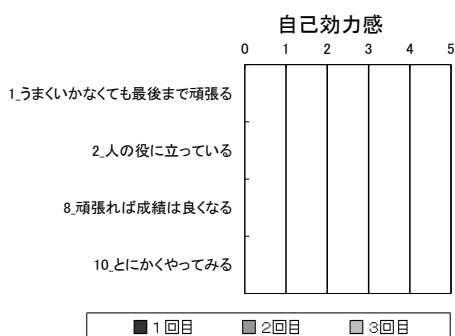 自己効力感
0 1 2 3 4 5
1_うまくいかなくても最後まで頑張る
2_人の役に立っている
8_頑張れば成績は良くなる
10_とにかくやってみる
1回目 2回目 3回目